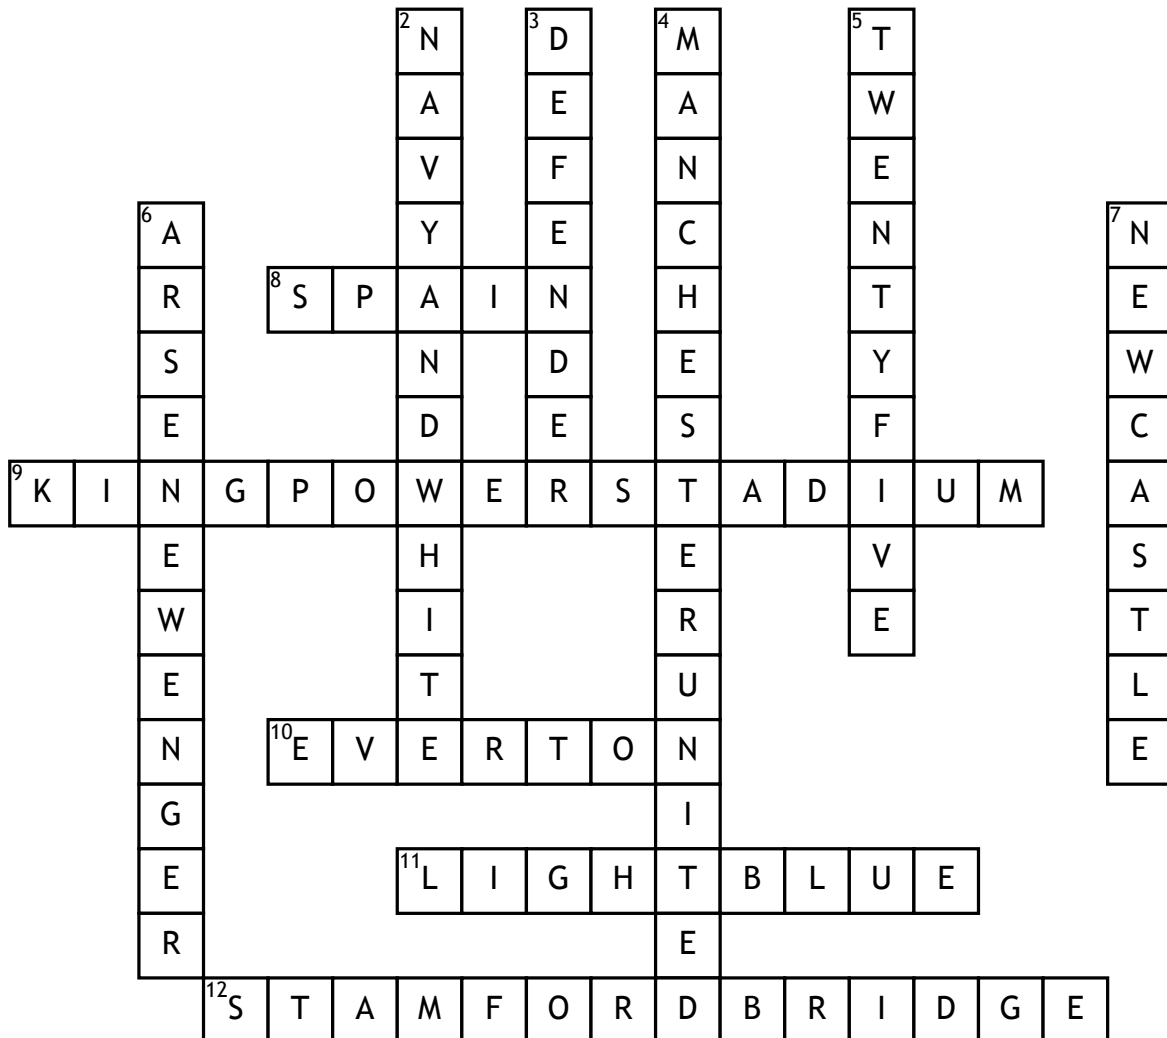 2 N 3 D 4 M 5 T
A E A W
V F N E
6 A Y E C N 7 N
R 8 S P A I N H T E
S N D E Y W
E D E S F C
9 K I N G P O W E R S T A D I U M A
E H E V S
W I R E T
E T U L
N 10 E V E R T O N E
G I
E 11 L I G H T B L U E
R E
12 S T A M F O R D B R I D G E